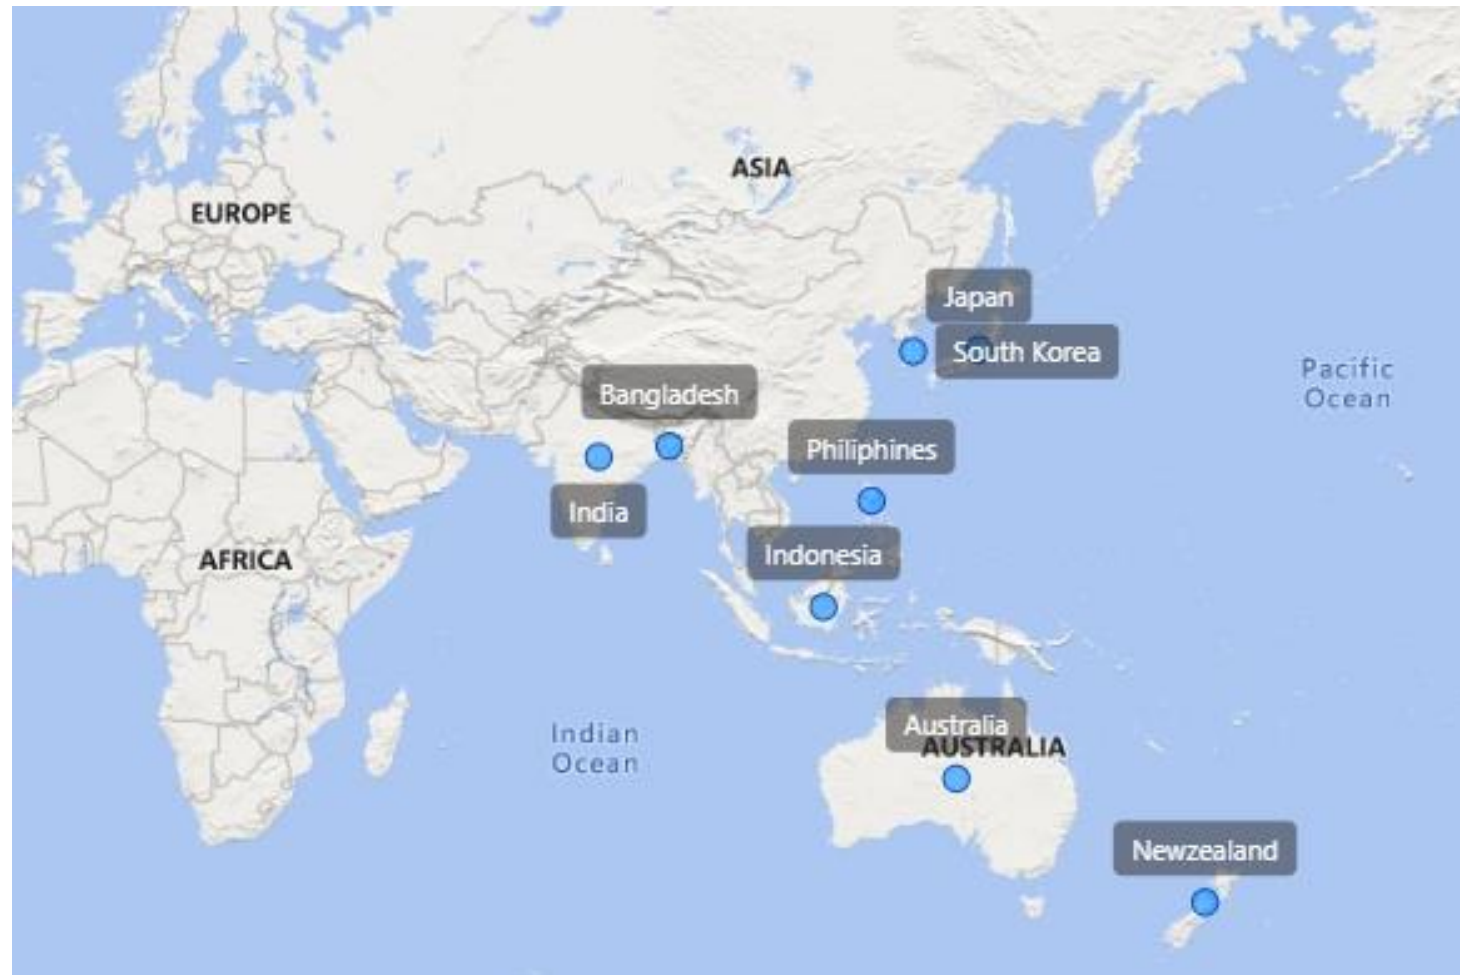 ASIA
EUROPE
Japan
South Korea
Pacific
Ocean
Bangladesh
Philiphines
India
Indonesia
AFRICA
Australia
AUSTRALIA
Indian
Ocean
Newzealand